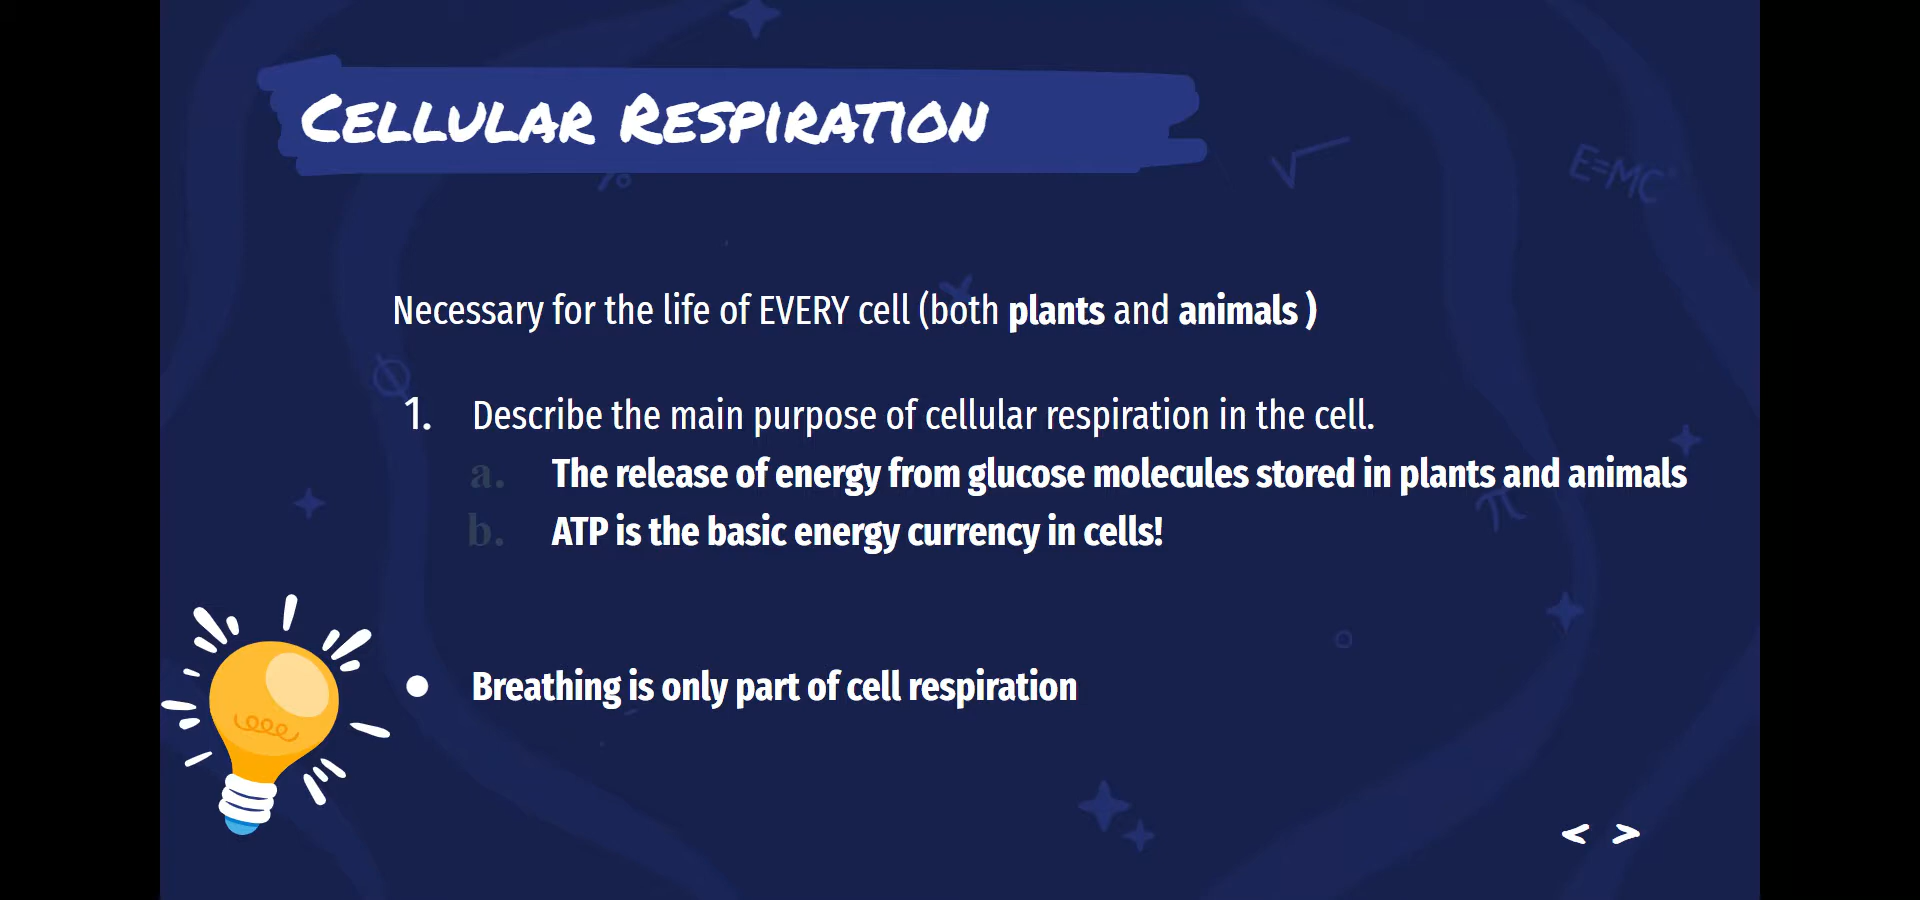 CELLULAR RESPIRATION
E=MC²
Necessary for the life of EVERY cell (both plants and animals )
1. Describe the main purpose of cellular respiration in the cell.
a. The release of energy from glucose molecules stored in plants and animals
b. ATP is the basic energy currency in cells!
π
● Breathing is only part of cell respiration
< >